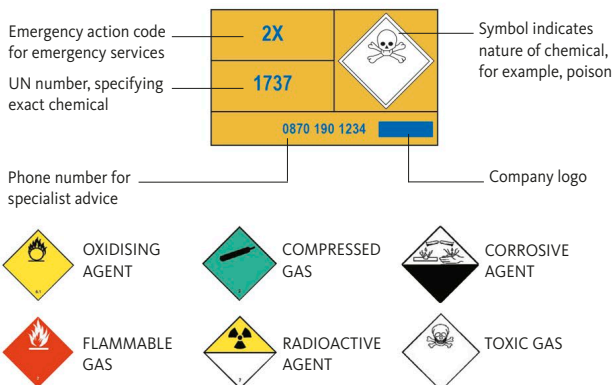 Emergency action code
for emergency services
2X
Symbol indicates
nature of chemical,
for example, poison
UN number, specifying
exact chemical
1737
0870 190 1234
Phone number for
specialist advice
Company logo
OXIDISING
AGENT
COMPRESSED
GAS
CORROSIVE
AGENT
FLAMMABLE
GAS
RADIOACTIVE
AGENT
TOXIC GAS